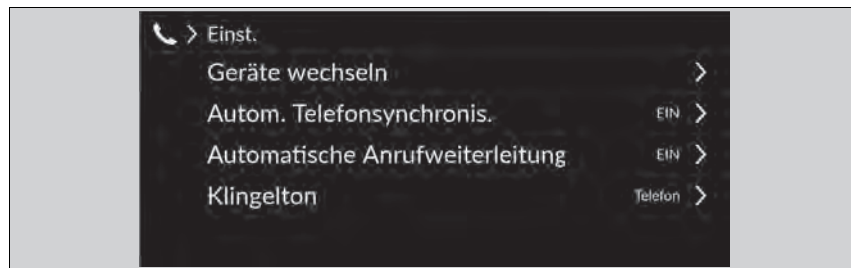 Einst.
Geräte wechseln
Autom. Telefonsynchronis. EIN
Automatische Anrufweiterleitung EIN
Klingelton Telefon